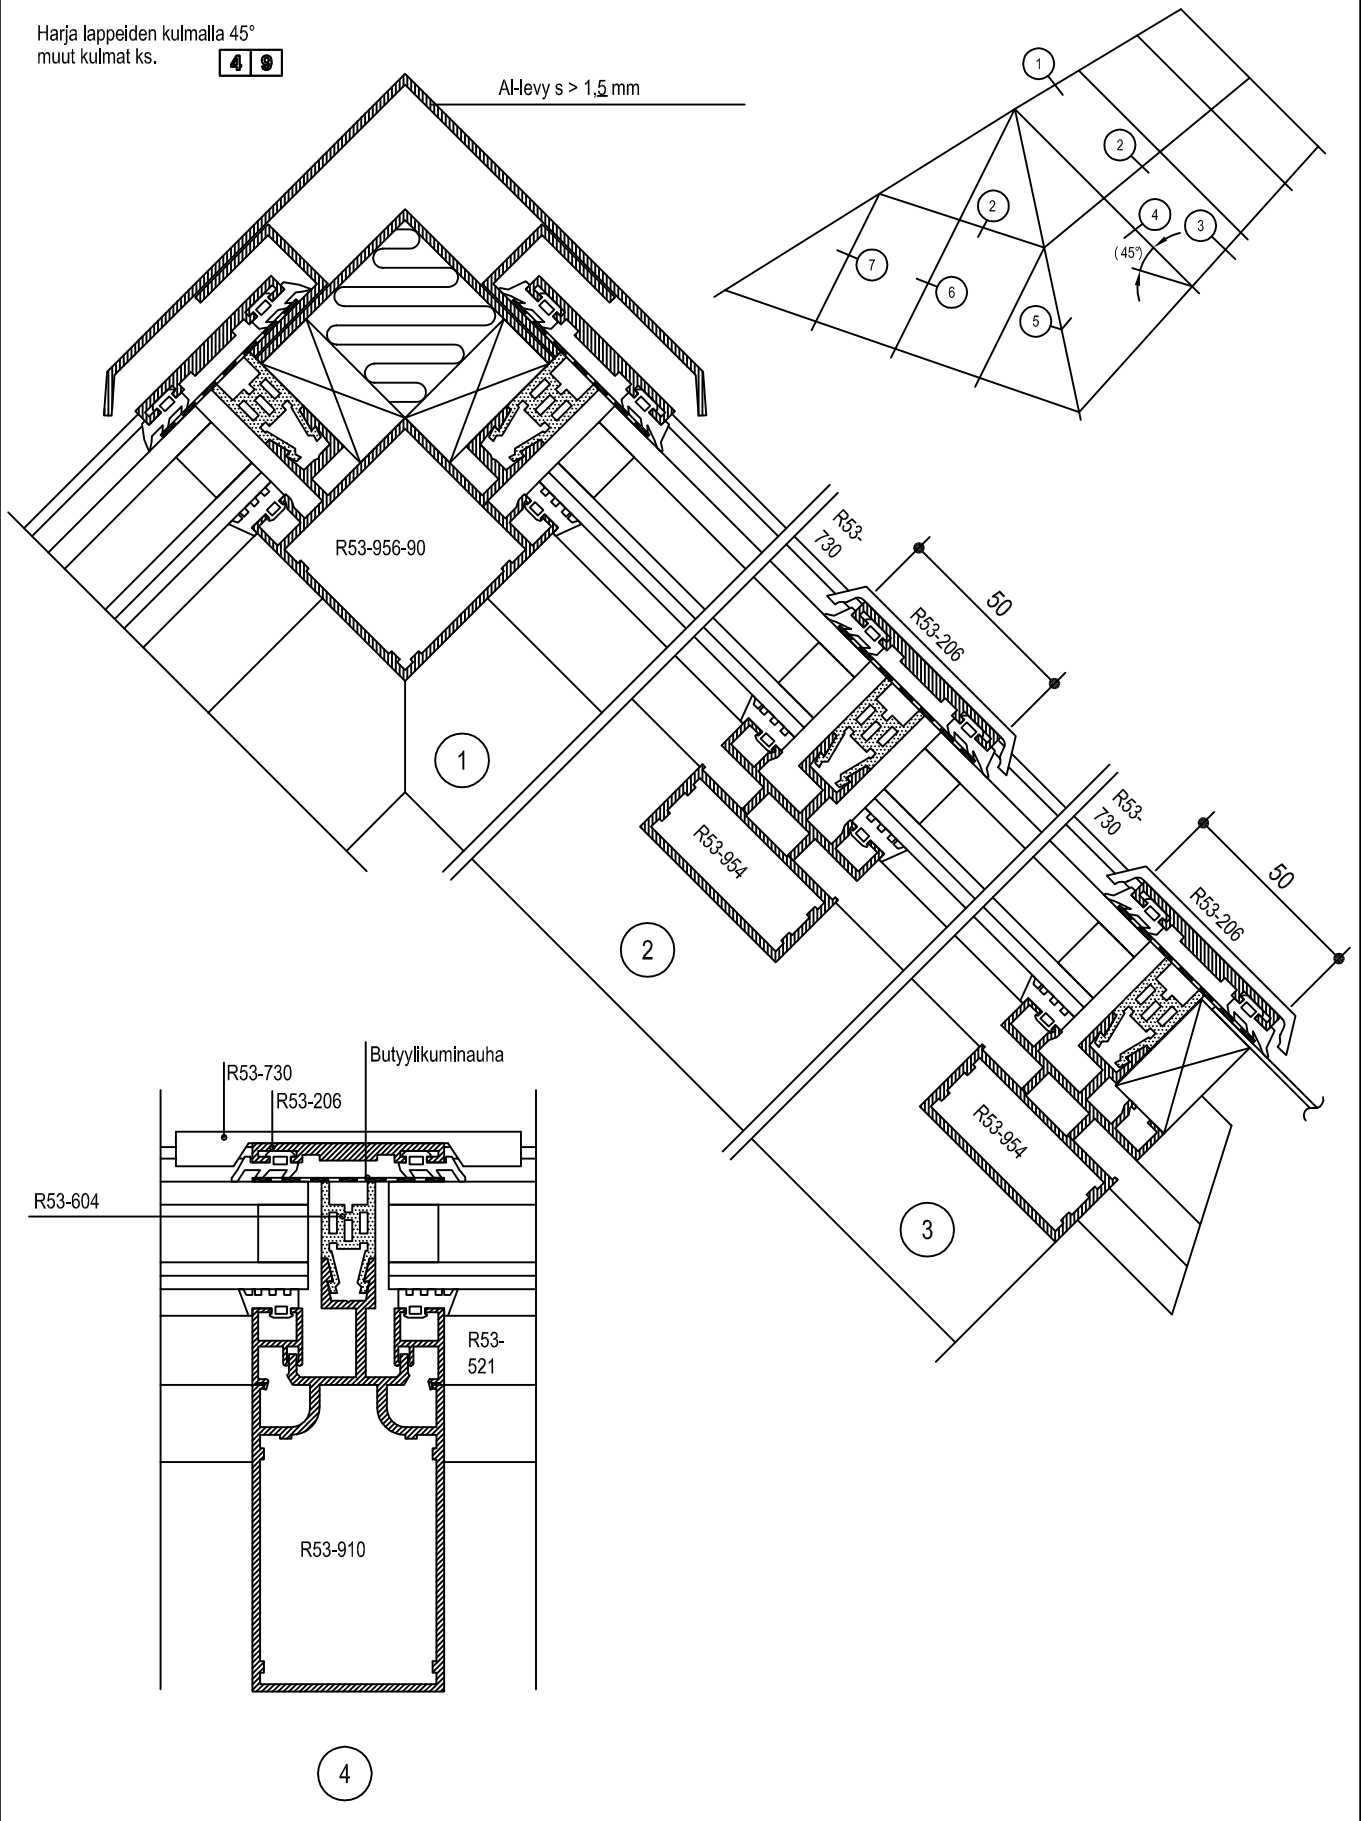 Harja lappeiden kulmalla 45°
muut kulmat ks.
4 9
Al-levy s > 1,5 mm
1
2
2
4
3
(45°)
7
6
5
R53-956-90
R53-
730
50
R53-206
1
R53-954
R53-
730
50
R53-206
2
R53-954
3
Butyylikuminauha
R53-730
R53-206
R53-604
R53-
521
R53-910
4